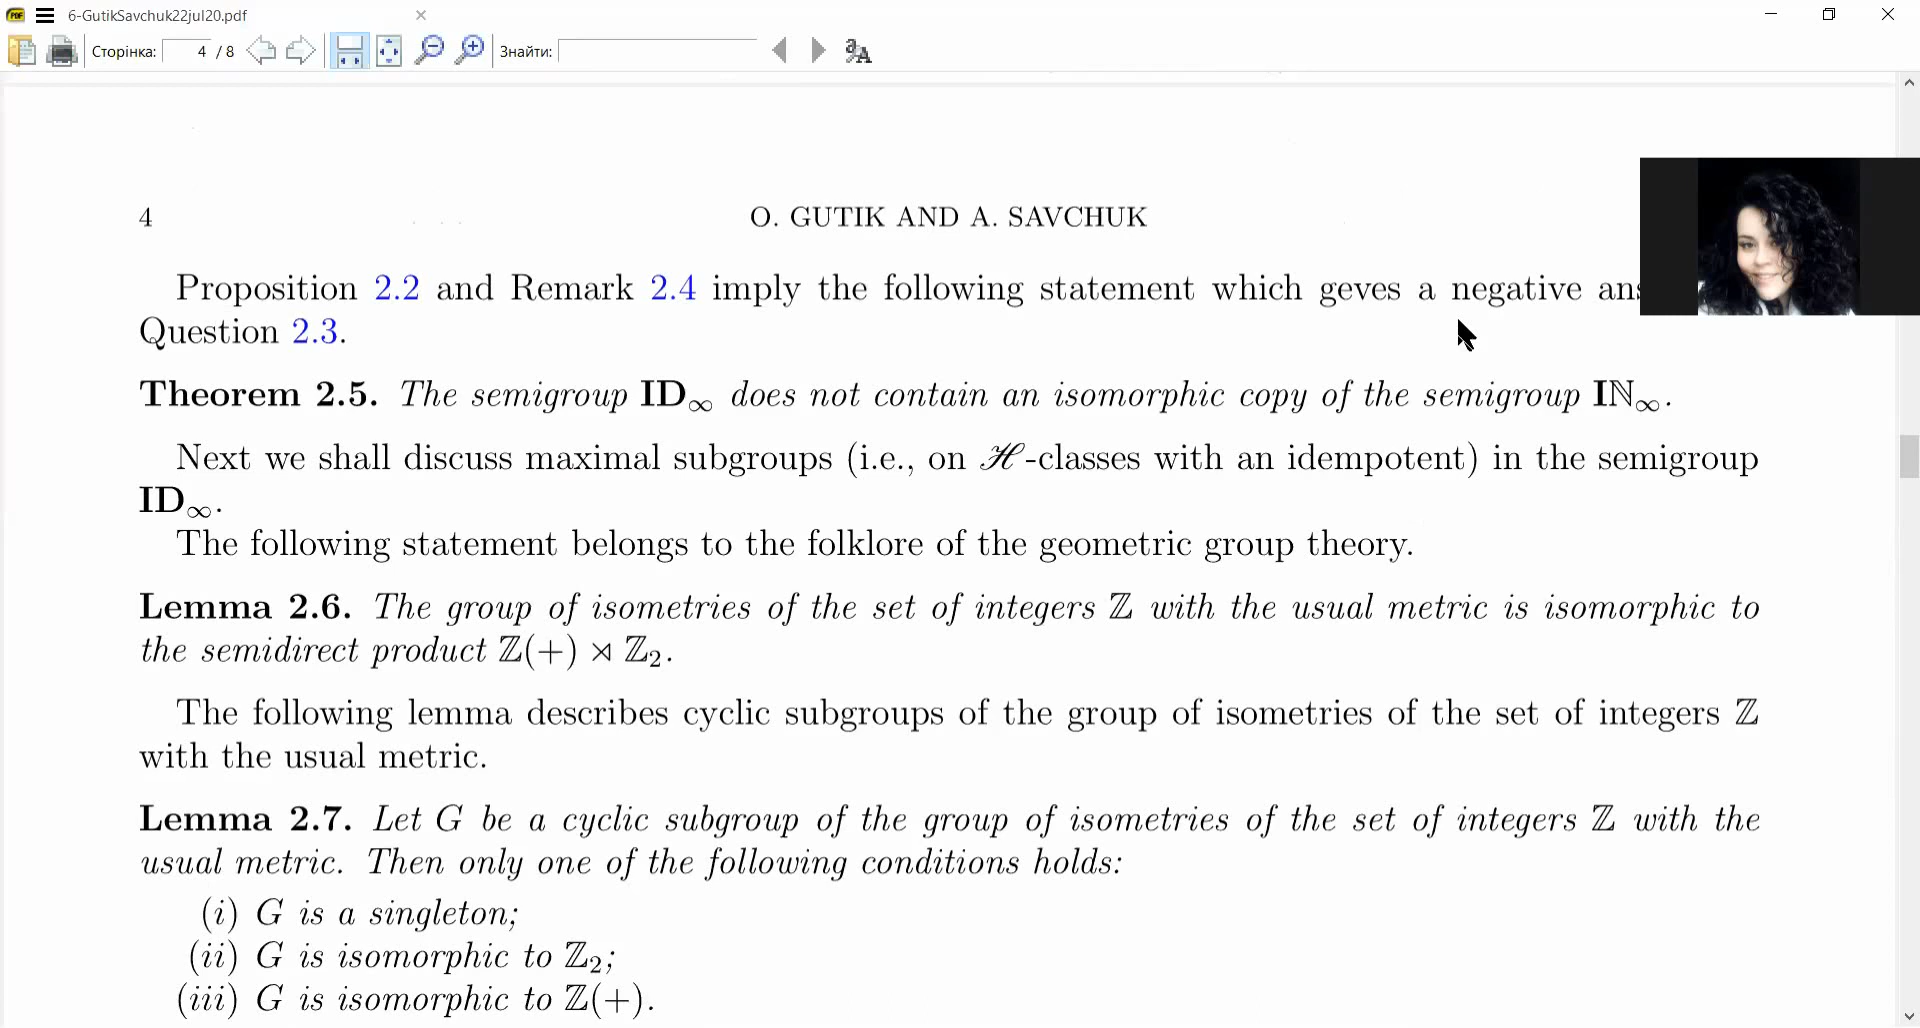 6-GutikSavchuk22jul20.pdf
Сторінка: 4 / 8 Знайти:
4 O. GUTIK AND A. SAVCHUK
Proposition 2.2 and Remark 2.4 imply the following statement which geves a negative
Question 2.3.
Theorem 2.5. The semigroup ID∞ does not contain an isomorphic copy of the semigroup Iℕ∞.
Next we shall discuss maximal subgroups (i.e., on ℋ-classes with an idempotent) in the semigroup
ID∞.
The following statement belongs to the folklore of the geometric group theory.
Lemma 2.6. The group of isometries of the set of integers ℤ with the usual metric is isomorphic to
the semidirect product ℤ(+) ⋊ ℤ₂.
The following lemma describes cyclic subgroups of the group of isometries of the set of integers ℤ
with the usual metric.
Lemma 2.7. Let G be a cyclic subgroup of the group of isometries of the set of integers ℤ with the
usual metric. Then only one of the following conditions holds:
(i) G is a singleton;
(ii) G is isomorphic to ℤ₂;
(iii) G is isomorphic to ℤ(+).